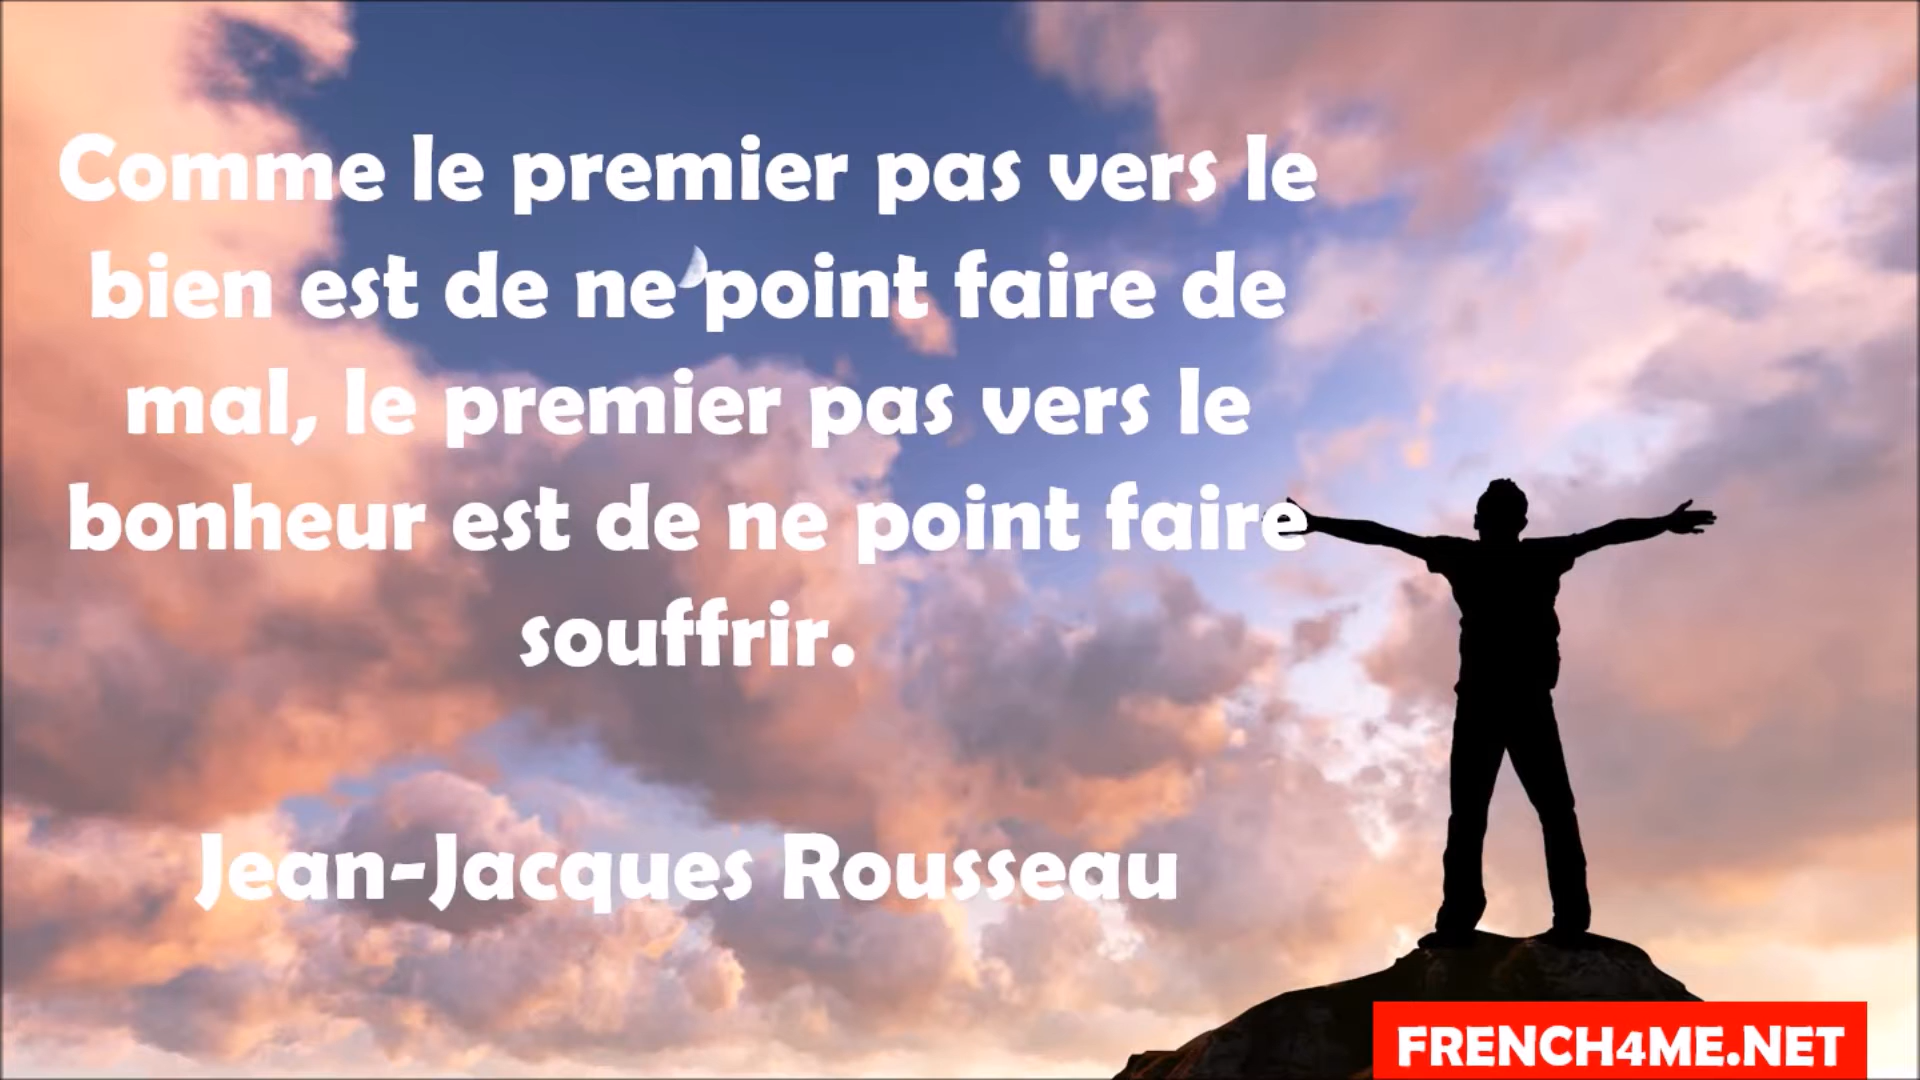 Comme le premier pas vers le
bien est de ne point faire de
mal, le premier pas vers le
bonheur est de ne point faire
souffrir.
Jean-Jacques Rousseau
FRENCH4ME.NET